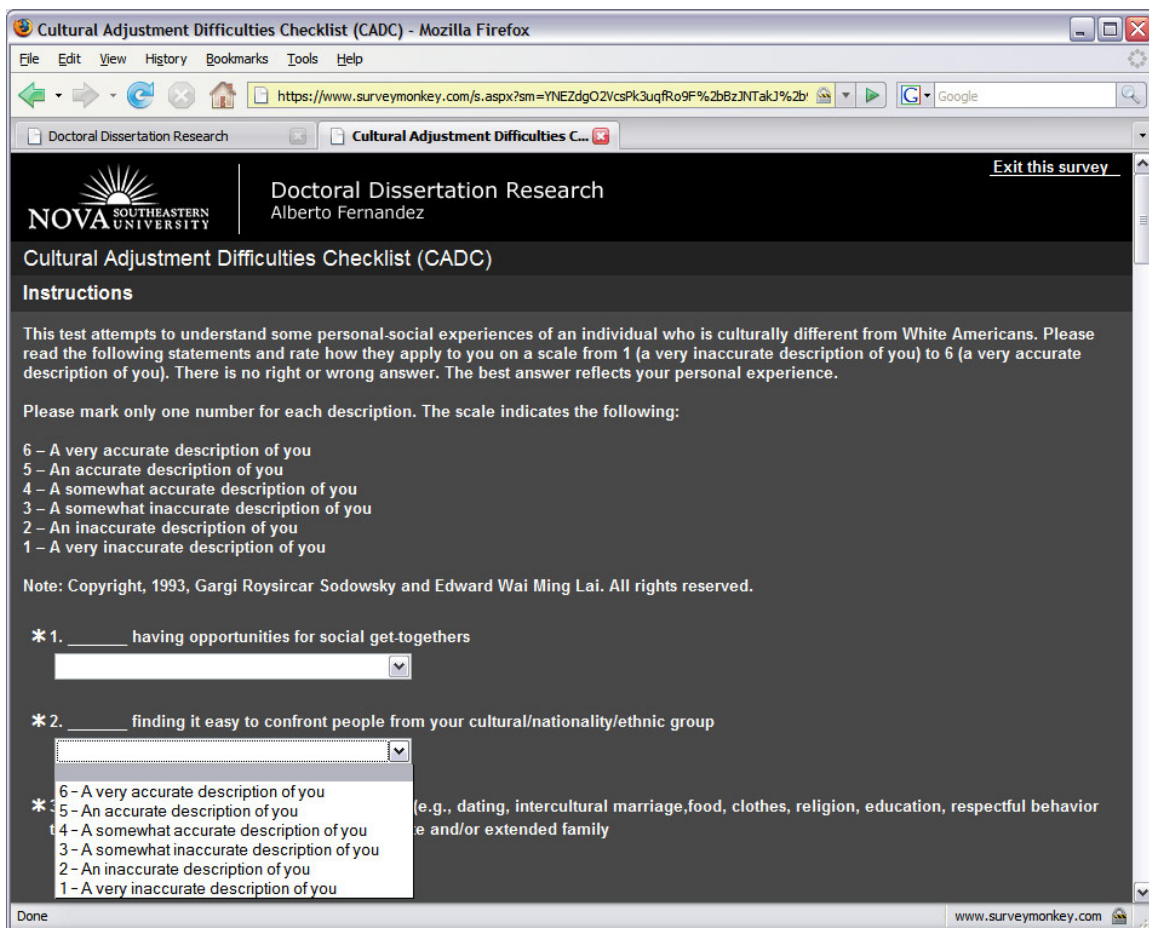 Cultural Adjustment Difficulties Checklist (CADC) - Mozilla Firefox
File Edit View History Bookmarks Tools Help
https://www.surveymonkey.com/s.aspx?sm=YNEZdgO2VcsPk3uqfRo9F%2bBzJNTakJ%2b
G Google
Doctoral Dissertation Research
Cultural Adjustment Difficulties C...
Exit this survey
NOVA SOUTHEASTERN UNIVERSITY
Doctoral Dissertation Research
Alberto Fernandez
Cultural Adjustment Difficulties Checklist (CADC)
Instructions
This test attempts to understand some personal-social experiences of an individual who is culturally different from White Americans. Please
read the following statements and rate how they apply to you on a scale from 1 (a very inaccurate description of you) to 6 (a very accurate
description of you). There is no right or wrong answer. The best answer reflects your personal experience.
Please mark only one number for each description. The scale indicates the following:
6 – A very accurate description of you
5 – An accurate description of you
4 – A somewhat accurate description of you
3 – A somewhat inaccurate description of you
2 – An inaccurate description of you
1 – A very inaccurate description of you
Note: Copyright, 1993, Gargi Roysircar Sodowsky and Edward Wai Ming Lai. All rights reserved.
* 1. ______ having opportunities for social get-togethers
* 2. ______ finding it easy to confront people from your cultural/nationality/ethnic group
6 – A very accurate description of you
5 – An accurate description of you
4 – A somewhat accurate description of you
3 – A somewhat inaccurate description of you
2 – An inaccurate description of you
1 – A very inaccurate description of you
* (e.g., dating, intercultural marriage,food, clothes, religion, education, respectful behavior
and/or extended family
Done
www.surveymonkey.com